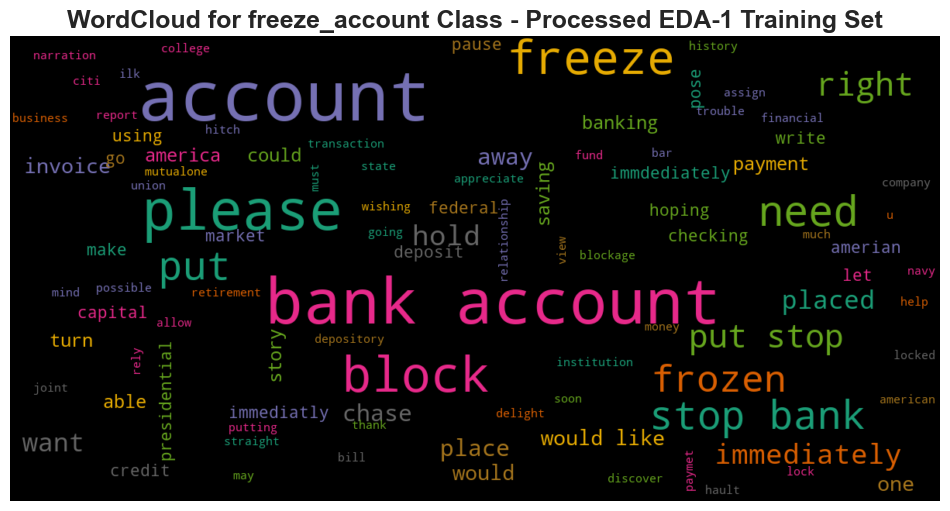 WordCloud for freeze_account Class - Processed EDA-1 Training Set
narration
college
pause
freeze
history
citi
ilk
account
pose
assign
right
business
report
hitch
trouble
financial
using
banking
write
transaction
invoice
go
america
could
away
fund
bar
payment
mutualone
must
state
appreciate
immdediately
company
union
please
wishing
federal
saving
hoping
need
u
make
market
going
hold
relationship
checking
much
amerian
put
deposit
view
blockage
let
navy
mind
possible
retirement
bank account
placed
help
capital
allow
money
put stop
turn
story
depository
rely
presidential
block
institution
locked
joint
frozen
able
immediatly
chase
delight
soon
stop bank
american
putting
thank
want
straight
place
would like
immediately
credit
bill
would
paymet
lock
may
discover
hault
one